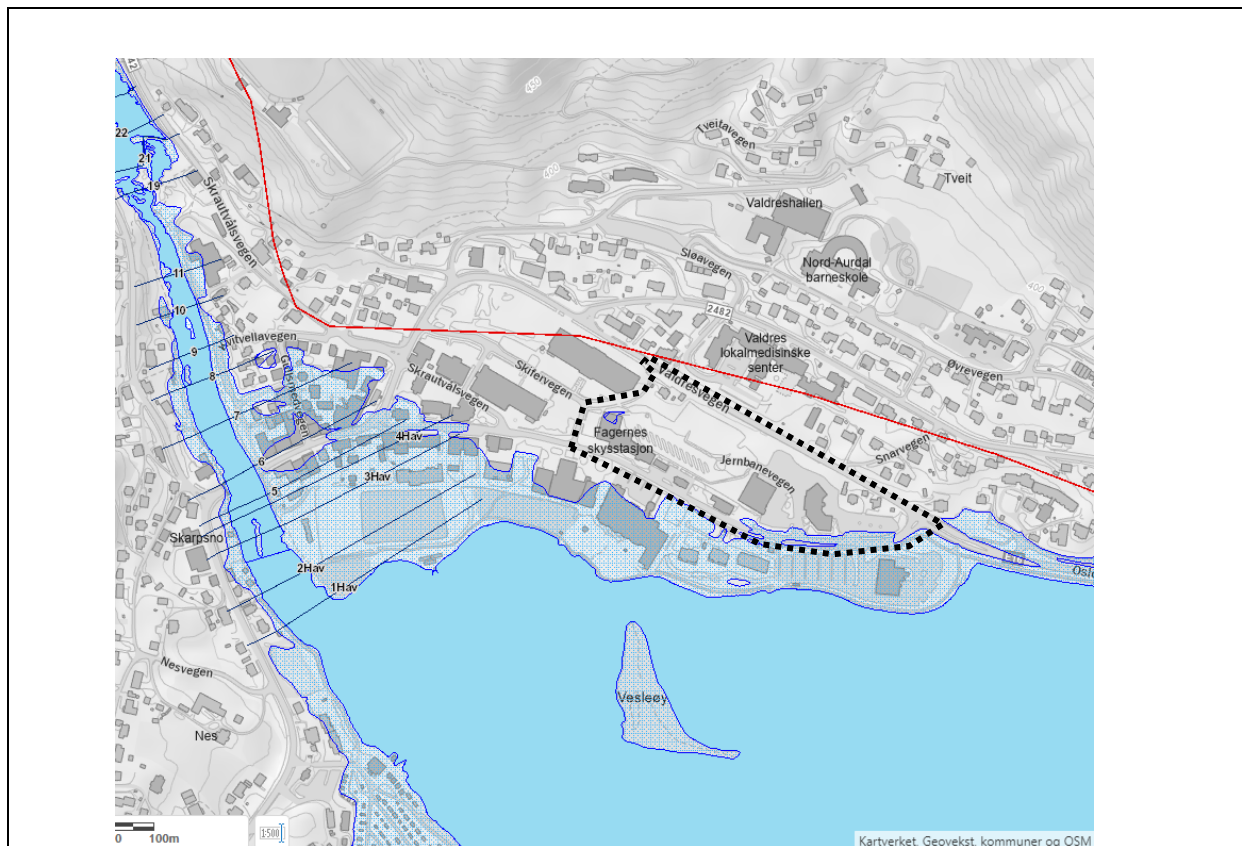 42
450
22
Tveitavegen
21
400
Tveit
19
Valdreshallen
Skrautvålsvegen
Nord-Aurdal
barneskole
Sløavegen
11
400
10
2482
9
Valdres
lokalmedisinske
senter
Øvrevegen
8
Skrautvålsvegen
Skifervegen
Valdresvegen
7
4Hav
Fagernes
skysstasjon
Snarvegen
6
3Hav
Jernbanevegen
5
Skarpsno
2Hav
1Hav
Oslo
Nesvegen
Vesleøy
Nes
0 100m
1:500
Kartverket, Geovekst, kommuner og OSM